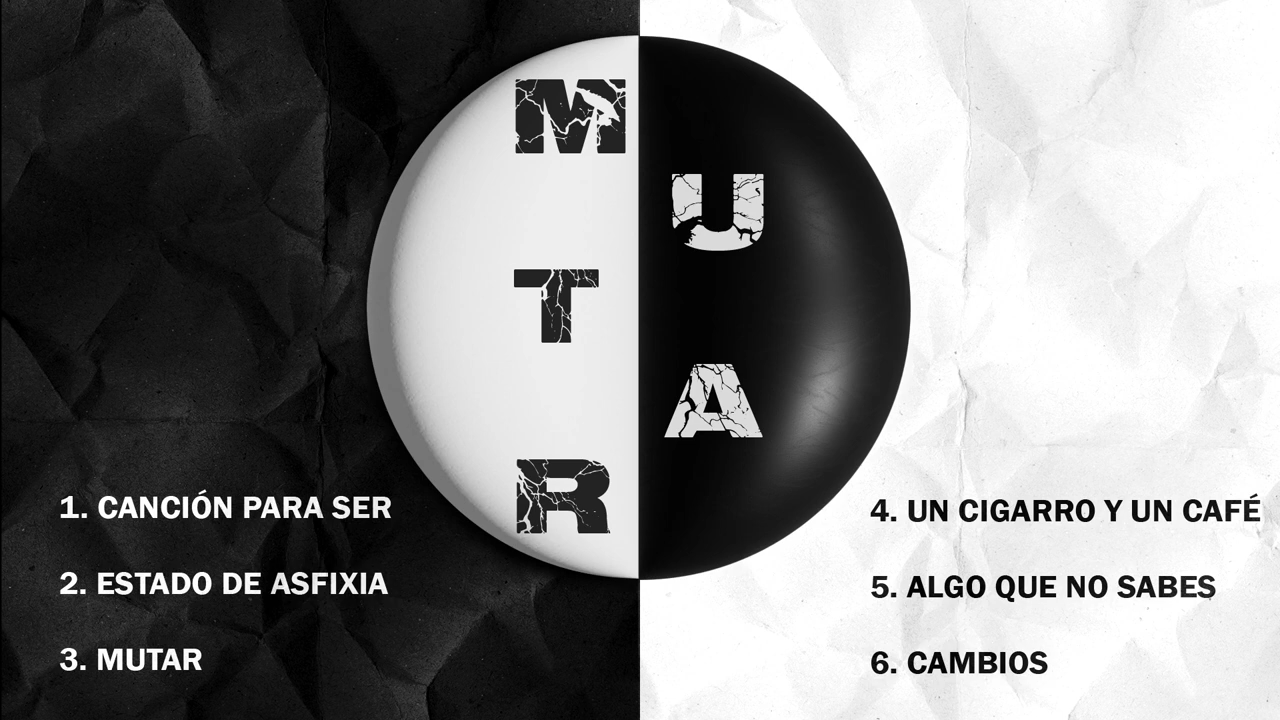 M
U
T
A
R
1. CANCIÓN PARA SER
2. ESTADO DE ASFIXIA
3. MUTAR
4. UN CIGARRO Y UN CAFÉ
5. ALGO QUE NO SABES
6. CAMBIOS